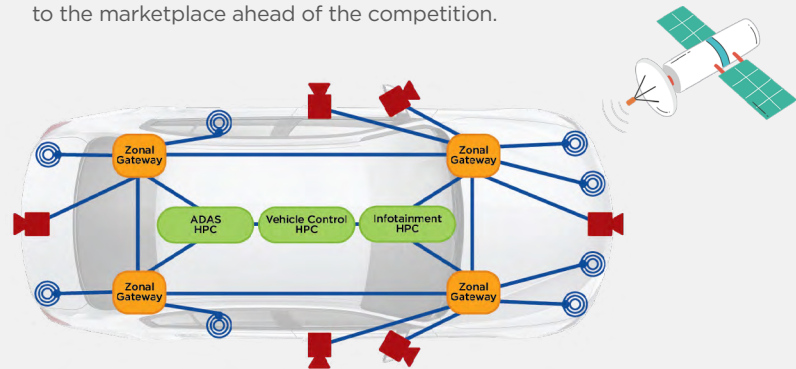 to the marketplace ahead of the competition.
Zonal
Gateway
Zonal
Gateway
ADAS
HPC
Vehicle Control
HPC
Infotainment
HPC
Zonal
Gateway
Zonal
Gateway